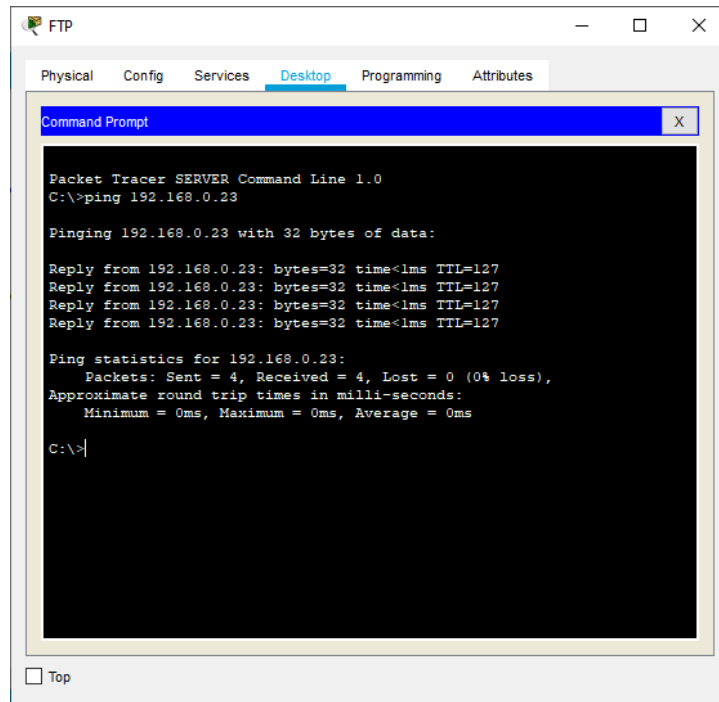 FTP
Physical Config Services Desktop Programming Attributes
Command Prompt X
Packet Tracer SERVER Command Line 1.0
C:\>ping 192.168.0.23
Pinging 192.168.0.23 with 32 bytes of data:
Reply from 192.168.0.23: bytes=32 time<1ms TTL=127
Reply from 192.168.0.23: bytes=32 time<1ms TTL=127
Reply from 192.168.0.23: bytes=32 time<1ms TTL=127
Reply from 192.168.0.23: bytes=32 time<1ms TTL=127
Ping statistics for 192.168.0.23:
Packets: Sent = 4, Received = 4, Lost = 0 (0% loss),
Approximate round trip times in milli-seconds:
Minimum = 0ms, Maximum = 0ms, Average = 0ms
C:\>
Top